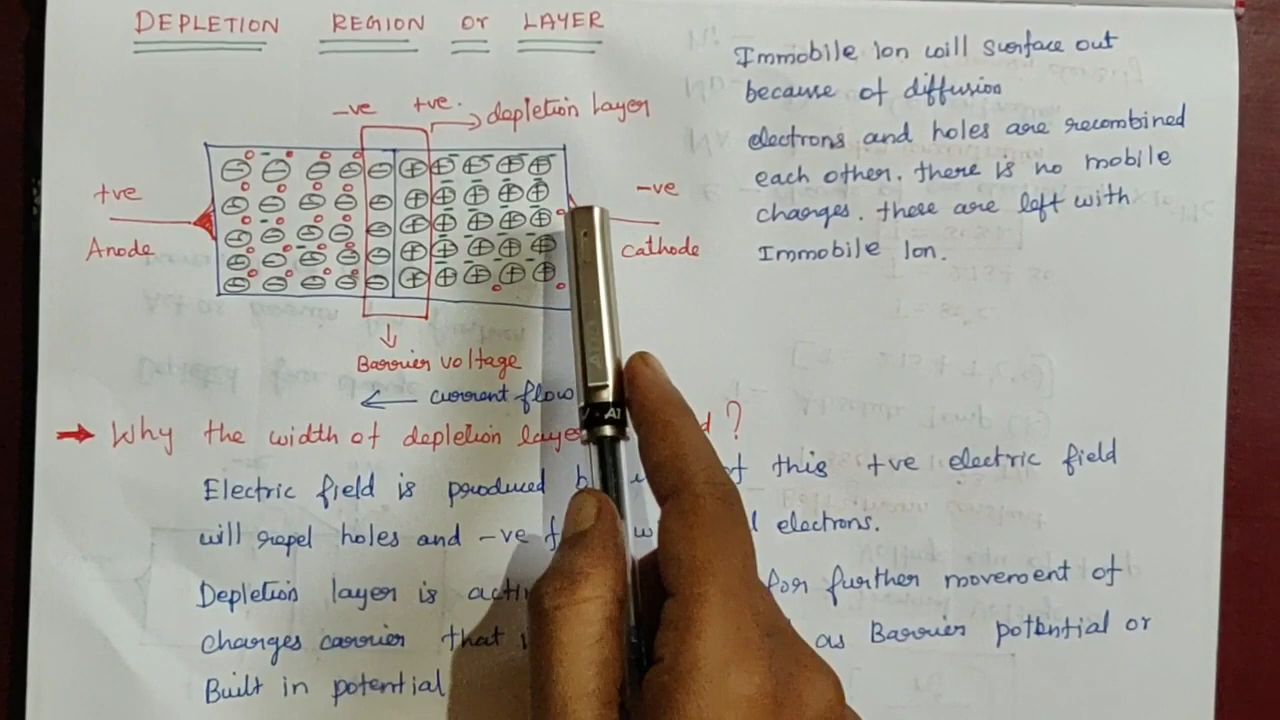 DEPLETION REGION or LAYER
-ve +ve.
depletion layer
+ve
Anode
-ve
cathode
Barrier voltage
← current flow
Immobile Ion will surface out
because of diffusion
electrons and holes are recombined
each other. there is no mobile
changes. these are left with
Immobile Ion.
→ Why the width of depletion ?
Electric field is produced this +ve electric field
will repel holes and -ve electrons.
Depletion layer is for further movement of
charges carrier that as Barrier potential or
Built in potential